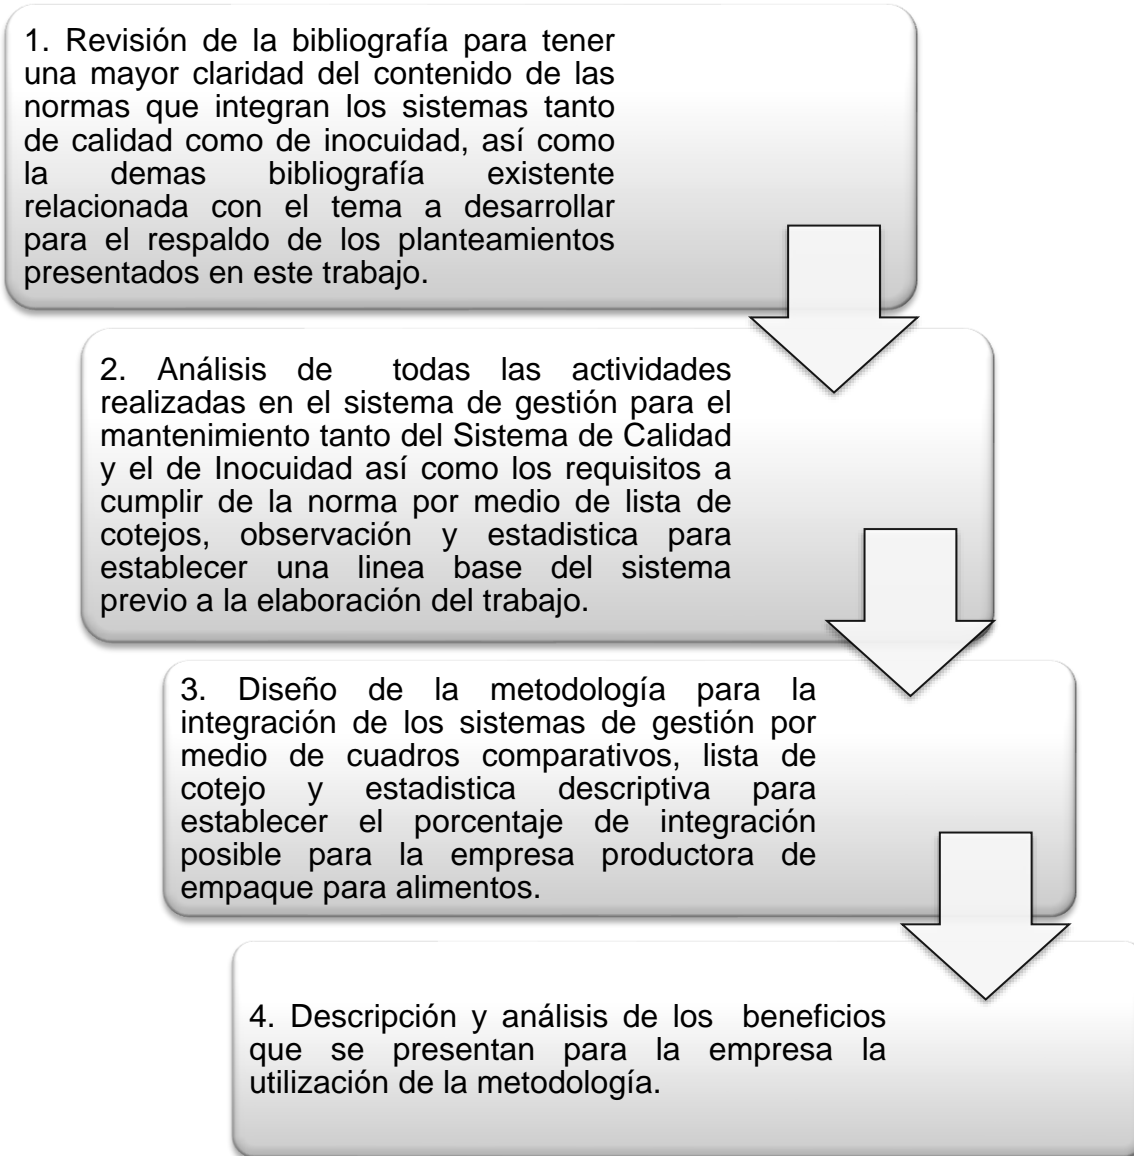 1. Revisión de la bibliografía para tener
una mayor claridad del contenido de las
normas que integran los sistemas tanto
de calidad como de inocuidad, así como
la demas bibliografía existente
relacionada con el tema a desarrollar
para el respaldo de los planteamientos
presentados en este trabajo.
2. Análisis de todas las actividades
realizadas en el sistema de gestión para el
mantenimiento tanto del Sistema de Calidad
y el de Inocuidad así como los requisitos a
cumplir de la norma por medio de lista de
cotejos, observación y estadistica para
establecer una linea base del sistema
previo a la elaboración del trabajo.
3. Diseño de la metodología para la
integración de los sistemas de gestión por
medio de cuadros comparativos, lista de
cotejo y estadistica descriptiva para
establecer el porcentaje de integración
posible para la empresa productora de
empaque para alimentos.
4. Descripción y análisis de los beneficios
que se presentan para la empresa la
utilización de la metodología.